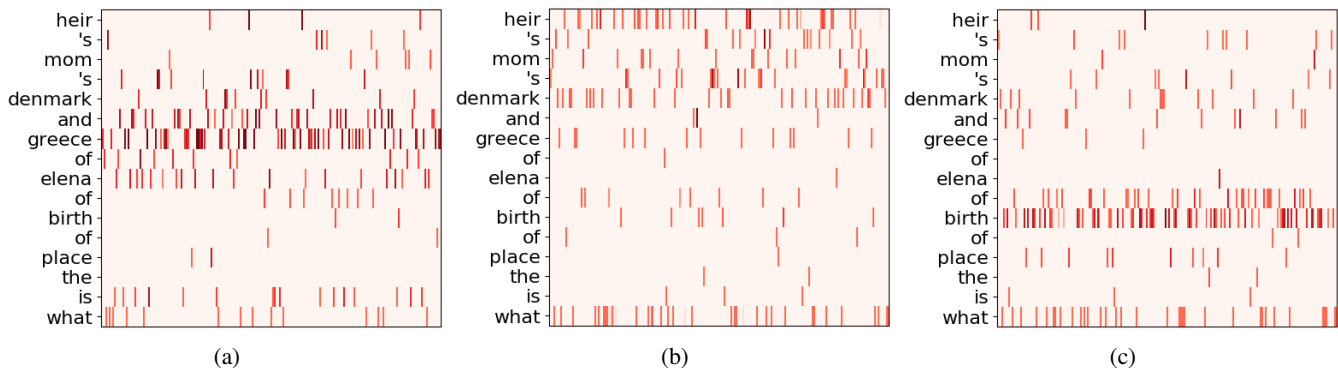 heir
's
mom
's
denmark
and
greece
of
elena
of
birth
of
place
the
is
what
(a)
heir
's
mom
's
denmark
and
greece
of
elena
of
birth
of
place
the
is
what
(b)
heir
's
mom
's
denmark
and
greece
of
elena
of
birth
of
place
the
is
what
(c)